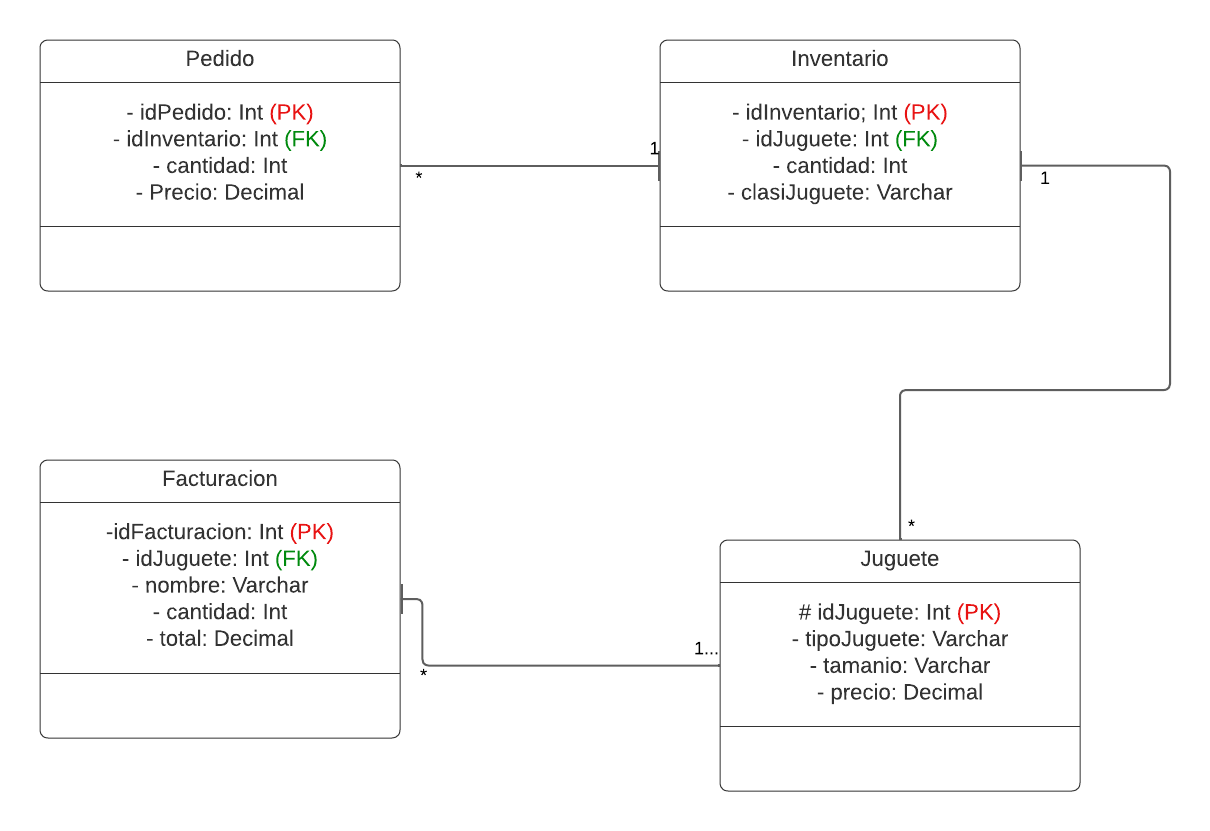 Pedido
- idPedido: Int (PK)
- idInventario: Int (FK)
- cantidad: Int
- Precio: Decimal
*
1
Inventario
- idInventario; Int (PK)
- idJuguete: Int (FK)
- cantidad: Int
- clasiJuguete: Varchar
1
*
Facturacion
-idFacturacion: Int (PK)
- idJuguete: Int (FK)
- nombre: Varchar
- cantidad: Int
- total: Decimal
*
1...
Juguete
# idJuguete: Int (PK)
- tipoJuguete: Varchar
- tamanio: Varchar
- precio: Decimal